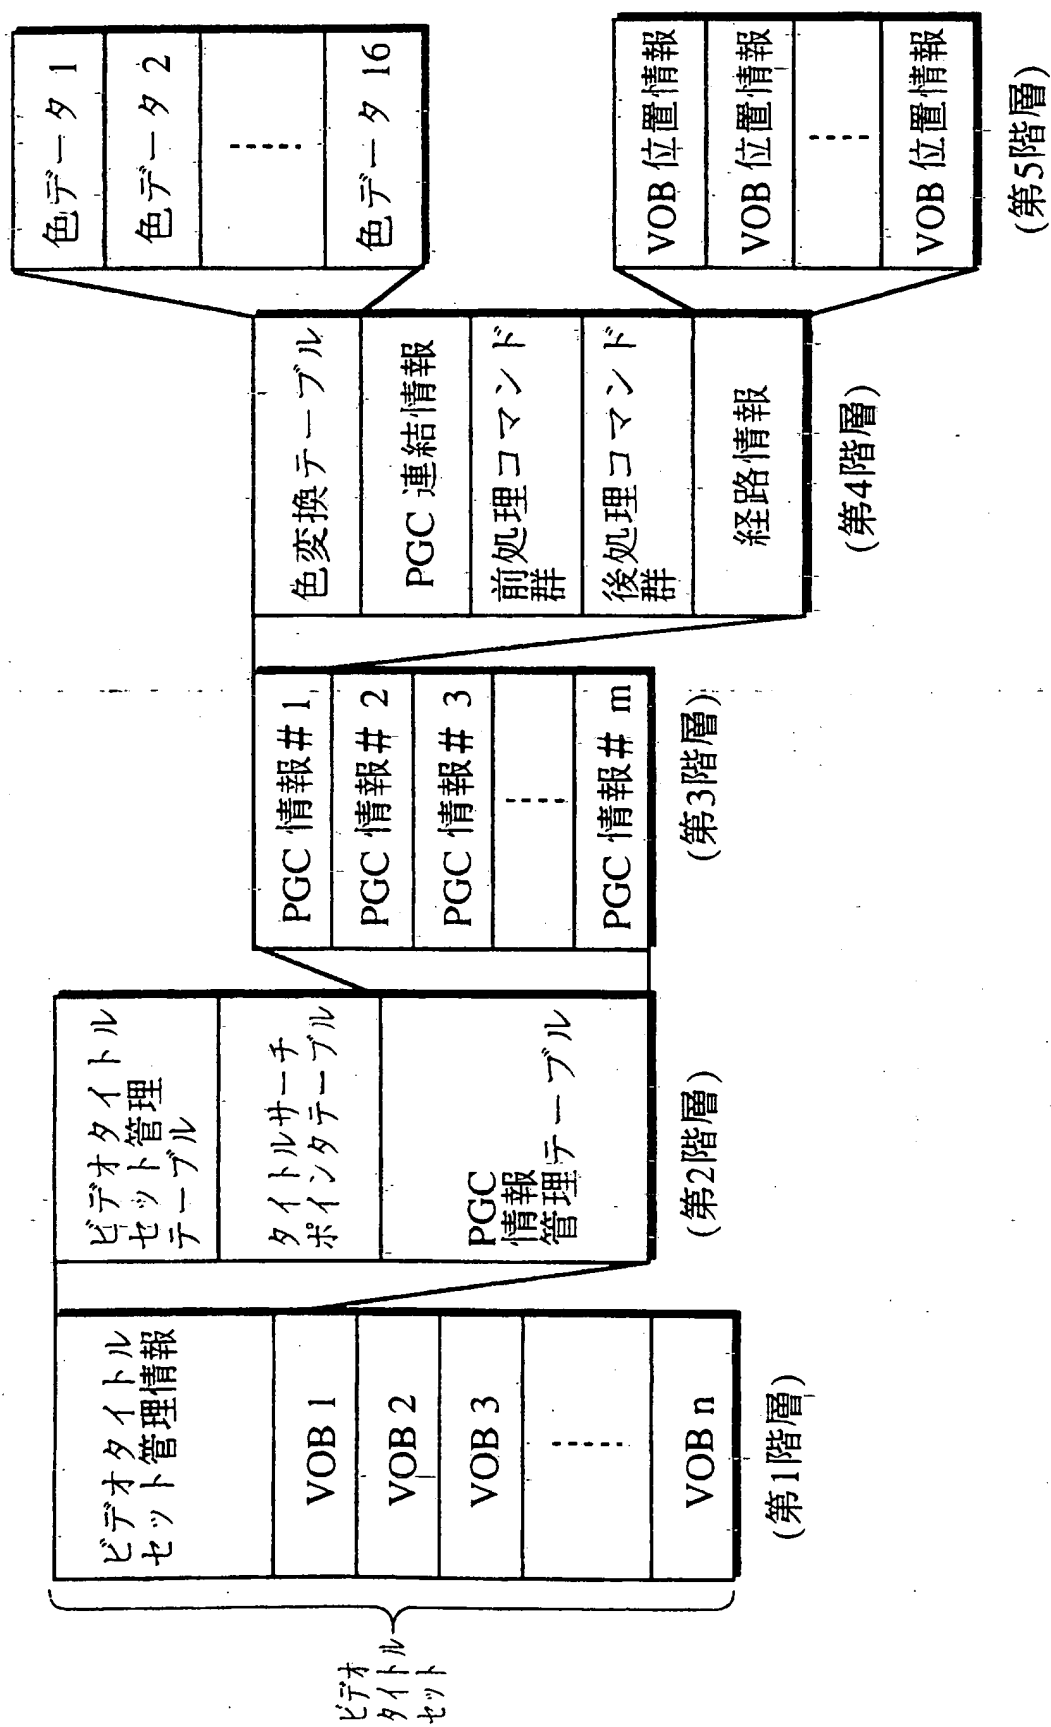 ビデオ
タイトル
セット
ビデオタイトル
セット管理情報
VOB 1
VOB 2
VOB 3
VOB n
(第1階層)
ビデオタイトル
セット管理
テーブル
タイトルサーチ
ポインタテーブル
PGC
情報
管理テーブル
(第2階層)
PGC 情報# 1
PGC 情報# 2
PGC 情報# 3
PGC 情報# m
(第3階層)
色変換テーブル
PGC 連結情報
前処理コマンド
群
後処理コマンド
群
経路情報
(第4階層)
色データ 1
色データ 2
色データ 16
VOB 位置情報
VOB 位置情報
VOB 位置情報
(第5階層)